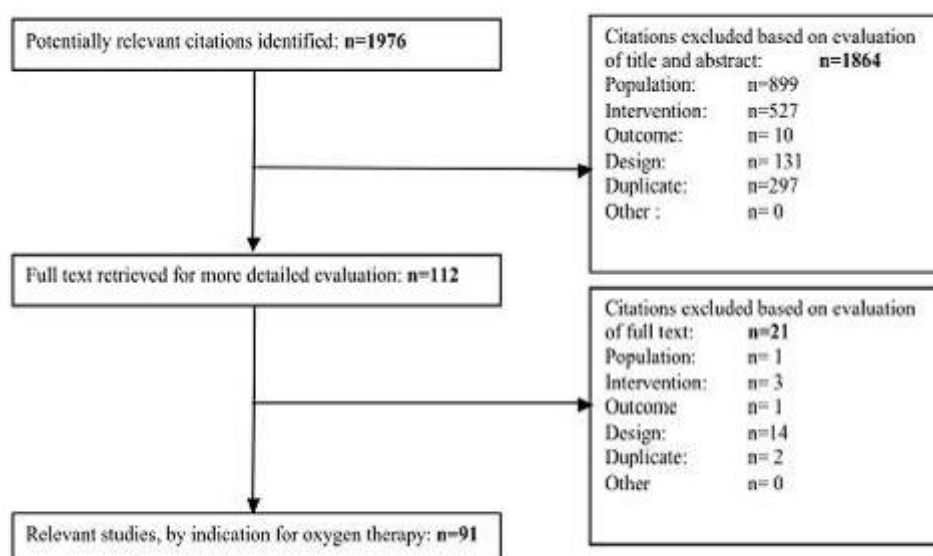 Potentially relevant citations identified: n=1976
Citations excluded based on evaluation
of title and abstract: n=1864
Population: n=899
Intervention: n=527
Outcome: n= 10
Design: n= 131
Duplicate: n=297
Other : n= 0
Full text retrieved for more detailed evaluation: n=112
Citations excluded based on evaluation
of full text: n=21
Population: n= 1
Intervention: n= 3
Outcome n= 1
Design: n=14
Duplicate: n= 2
Other n= 0
Relevant studies, by indication for oxygen therapy: n=91